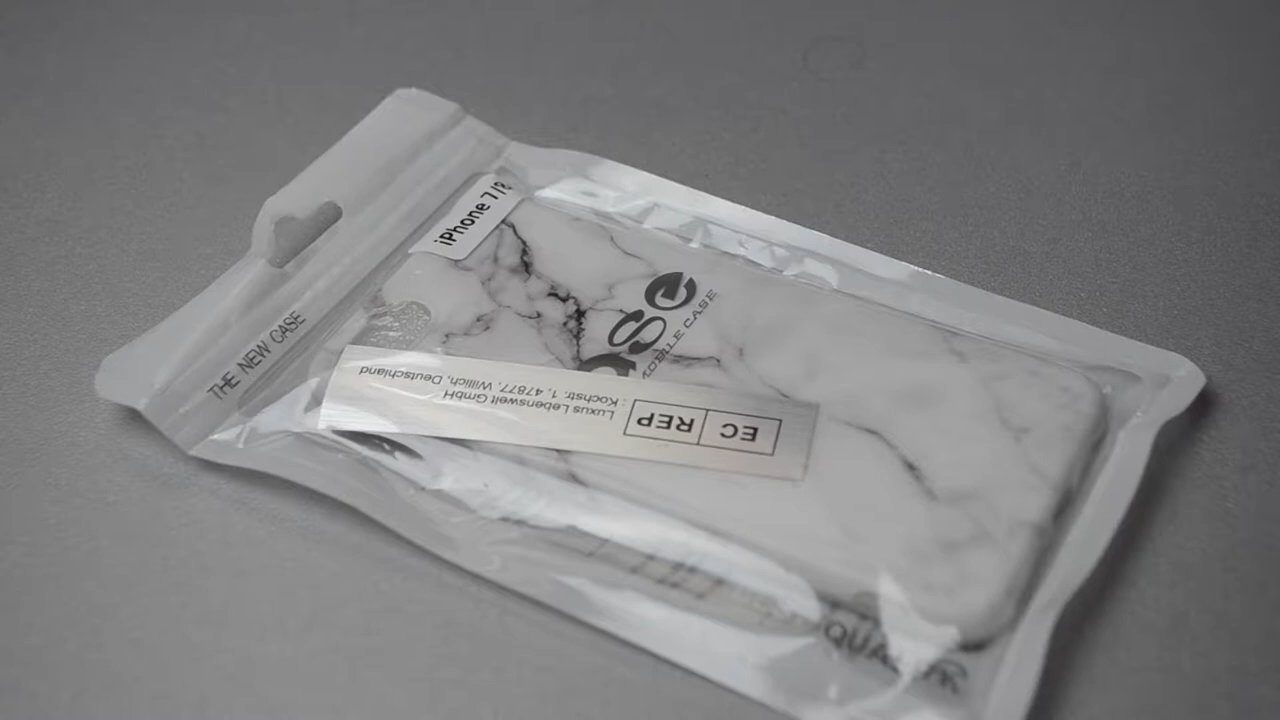 iPhone 7/8
THE NEW CASE
MOBILE CASE
EC REP
Luxus Lebenswelt GmbH
: Kochstr. 1, 47877, Willich, Deutschland